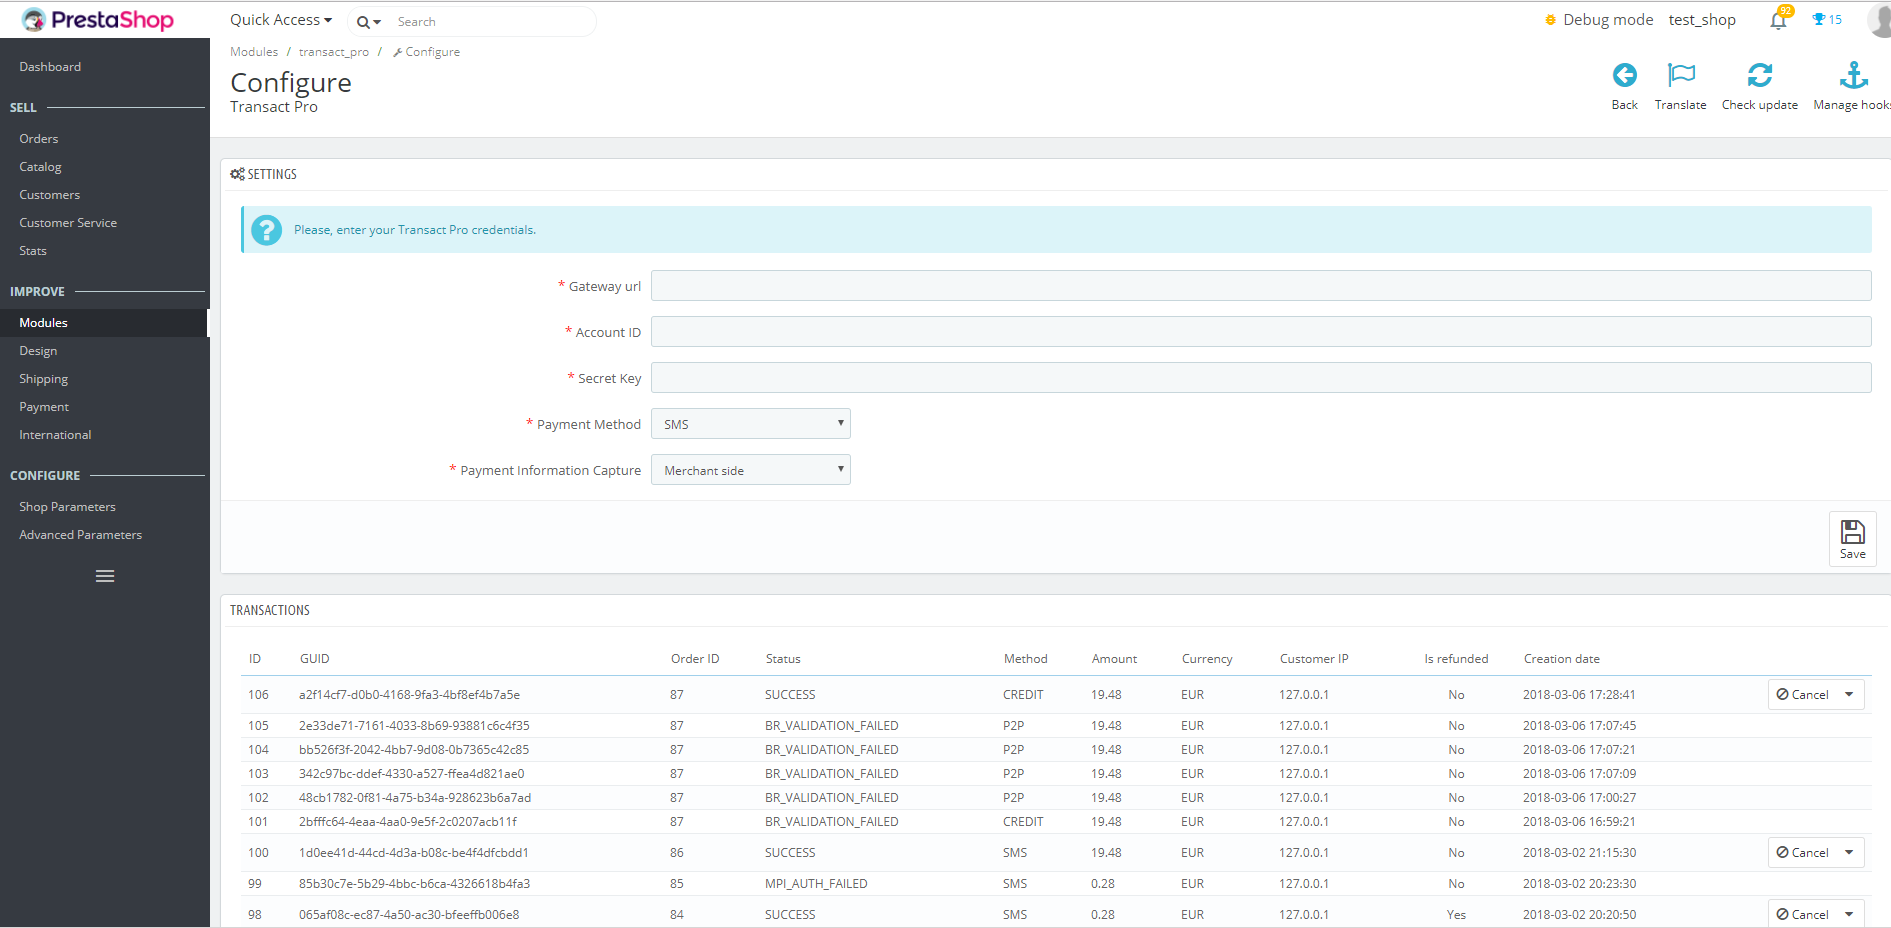 PrestaShop
Quick Access
Search
Debug mode
test_shop
92
15
Modules / transact_pro / Configure
Configure
Transact Pro
Back
Translate
Check update
Manage hooks
Dashboard
SELL
Orders
Catalog
Customers
Customer Service
Stats
IMPROVE
Modules
Design
Shipping
Payment
International
CONFIGURE
Shop Parameters
Advanced Parameters
SETTINGS
? Please, enter your Transact Pro credentials.
* Gateway url
* Account ID
* Secret Key
* Payment Method SMS
* Payment Information Capture Merchant side
Save
TRANSACTIONS
ID GUID Order ID Status Method Amount Currency Customer IP Is refunded Creation date
106 a2f14cf7-d0b0-4168-9fa3-4bf8ef4b7a5e 87 SUCCESS CREDIT 19.48 EUR 127.0.0.1 No 2018-03-06 17:28:41 Cancel
105 2e33de71-7161-4033-8b69-93881c6c4f35 87 BR_VALIDATION_FAILED P2P 19.48 EUR 127.0.0.1 No 2018-03-06 17:07:45
104 bb526f3f-2042-4bb7-9d08-0b7365c42c85 87 BR_VALIDATION_FAILED P2P 19.48 EUR 127.0.0.1 No 2018-03-06 17:07:21
103 342c97bc-ddef-4330-a527-ffea4d821ae0 87 BR_VALIDATION_FAILED P2P 19.48 EUR 127.0.0.1 No 2018-03-06 17:07:09
102 48cb1782-0f81-4a75-b34a-928623b6a7ad 87 BR_VALIDATION_FAILED P2P 19.48 EUR 127.0.0.1 No 2018-03-06 17:00:27
101 2bfffc64-4eaa-4aa0-9e5f-2c0207acb11f 87 BR_VALIDATION_FAILED CREDIT 19.48 EUR 127.0.0.1 No 2018-03-06 16:59:21
100 1d0ee41d-44cd-4d3a-b08c-be4f4dfcbdd1 86 SUCCESS SMS 19.48 EUR 127.0.0.1 No 2018-03-02 21:15:30 Cancel
99 85b30c7e-5b29-4bbc-b6ca-4326618b4fa3 85 MPI_AUTH_FAILED SMS 0.28 EUR 127.0.0.1 No 2018-03-02 20:23:30
98 065af08c-ec87-4a50-ac30-bfeeffb006e8 84 SUCCESS SMS 0.28 EUR 127.0.0.1 Yes 2018-03-02 20:20:50 Cancel